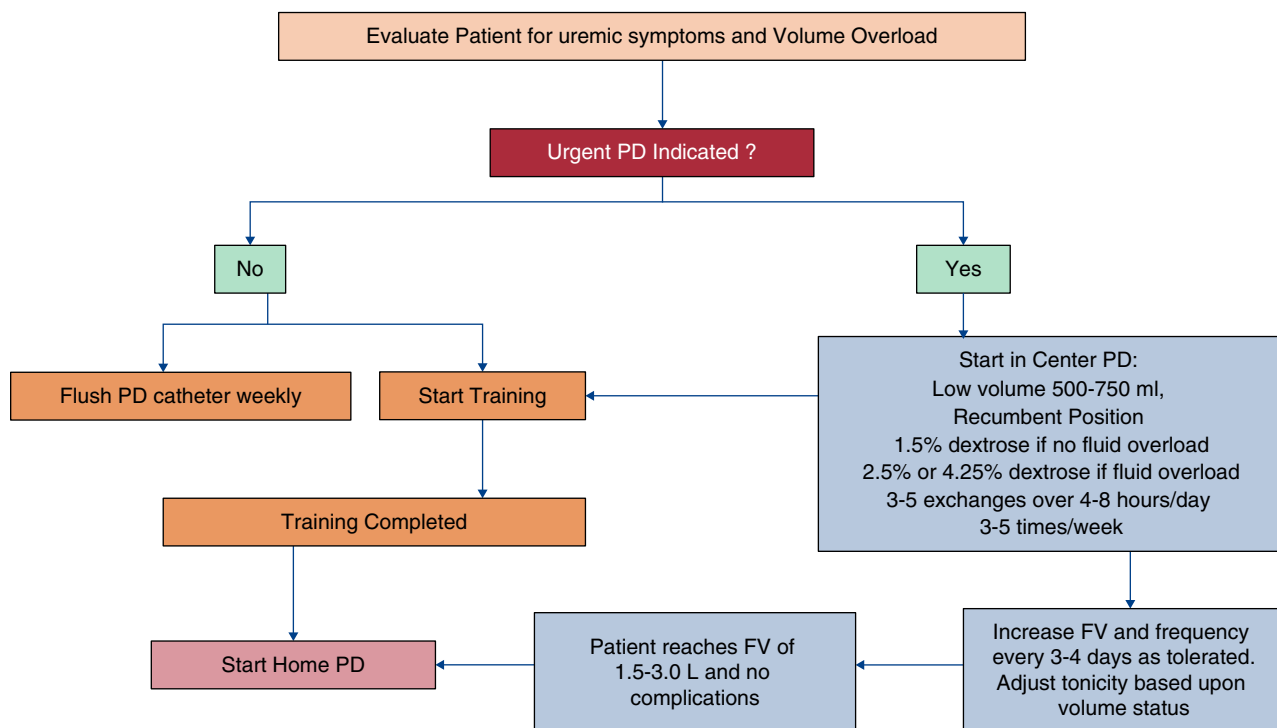 Evaluate Patient for uremic symptoms and Volume Overload
Urgent PD Indicated ?
No
Yes
Flush PD catheter weekly
Start Training
Start in Center PD:
Low volume 500-750 ml,
Recumbent Position
1.5% dextrose if no fluid overload
2.5% or 4.25% dextrose if fluid overload
3-5 exchanges over 4-8 hours/day
3-5 times/week
Training Completed
Start Home PD
Patient reaches FV of
1.5-3.0 L and no
complications
Increase FV and frequency
every 3-4 days as tolerated.
Adjust tonicity based upon
volume status